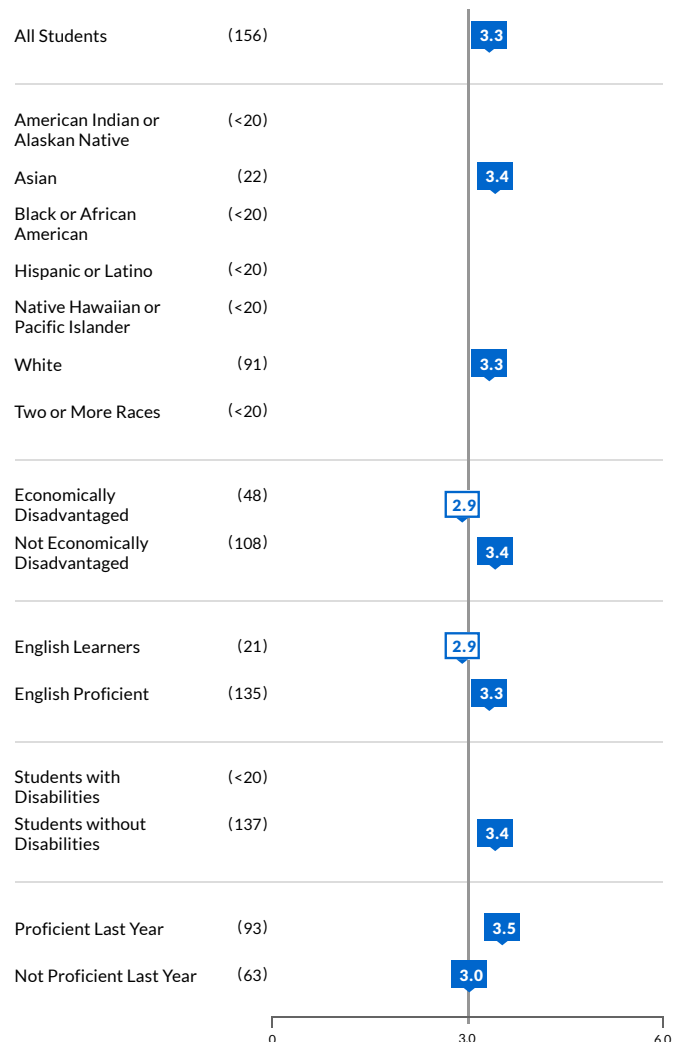 All Students (156) 3.3
American Indian or (<20)
Alaskan Native
Asian (22) 3.4
Black or African (<20)
American
Hispanic or Latino (<20)
Native Hawaiian or (<20)
Pacific Islander
White (91) 3.3
Two or More Races (<20)
Economically (48) 2.9
Disadvantaged
Not Economically (108) 3.4
Disadvantaged
English Learners (21) 2.9
English Proficient (135) 3.3
Students with (<20)
Disabilities
Students without (137) 3.4
Disabilities
Proficient Last Year (93) 3.5
Not Proficient Last Year (63) 3.0
0 3.0 6.0